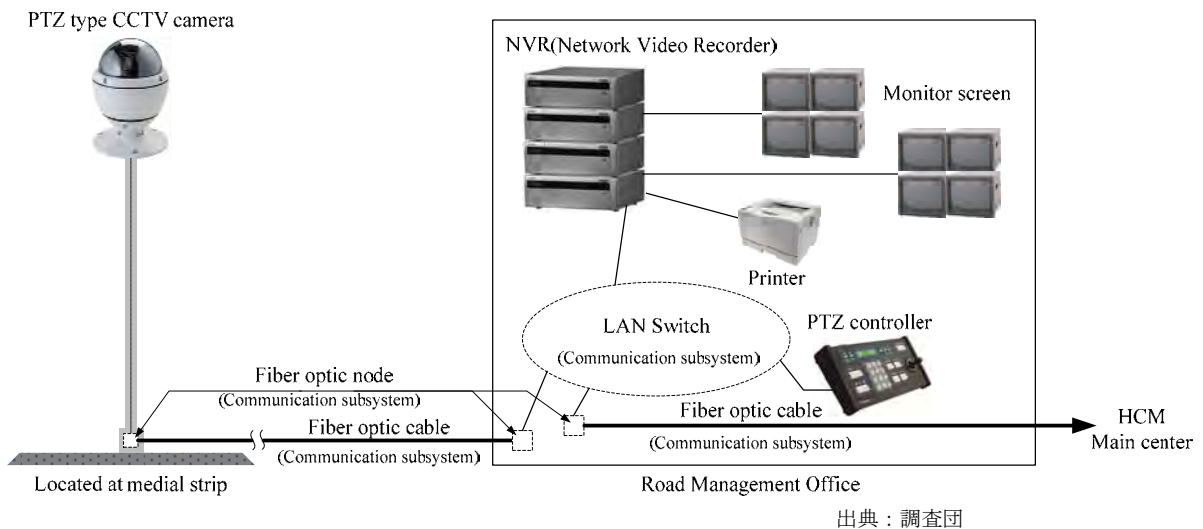 PTZ type CCTV camera
NVR(Network Video Recorder)
Monitor screen
Printer
LAN Switch
(Communication subsystem)
PTZ controller
Fiber optic node
(Communication subsystem)
Fiber optic cable
(Communication subsystem)
Fiber optic cable
(Communication subsystem)
HCM
Main center
Located at medial strip
Road Management Office
出典：調査団